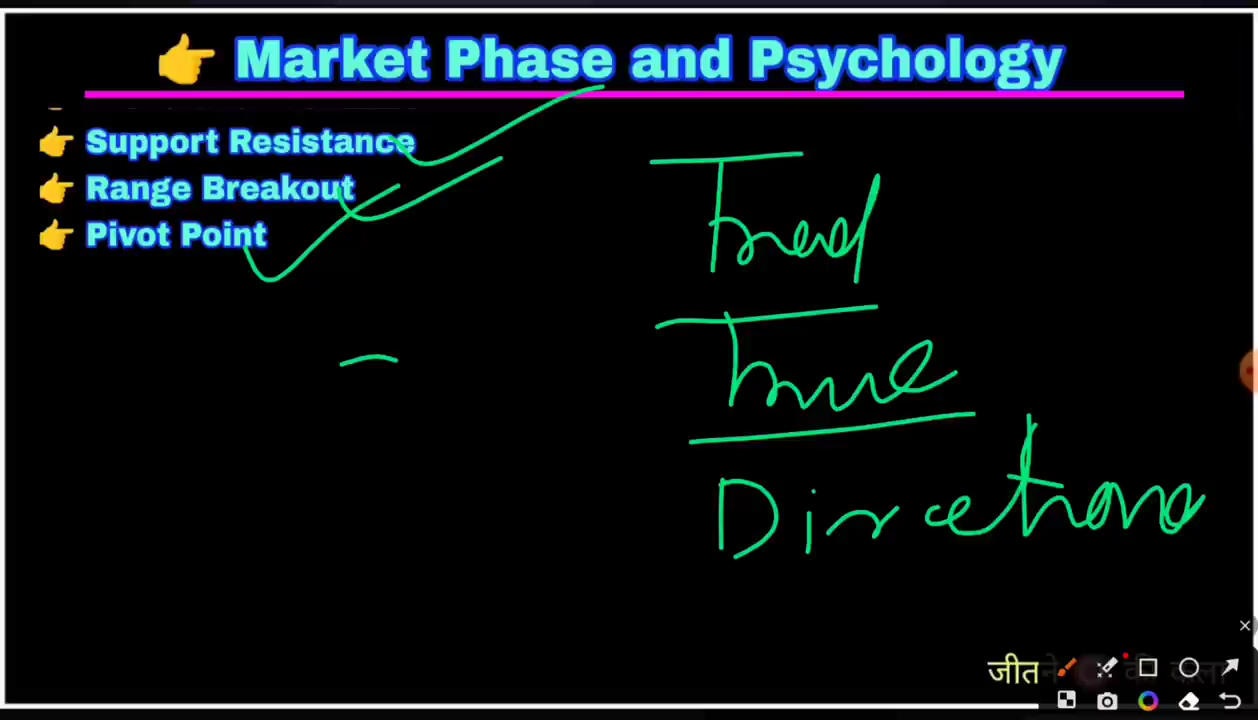 👉 Market Phase and Psychology
👉 Support Resistance
👉 Range Breakout
👉 Pivot Point
Trend
Time
Direction
जीत